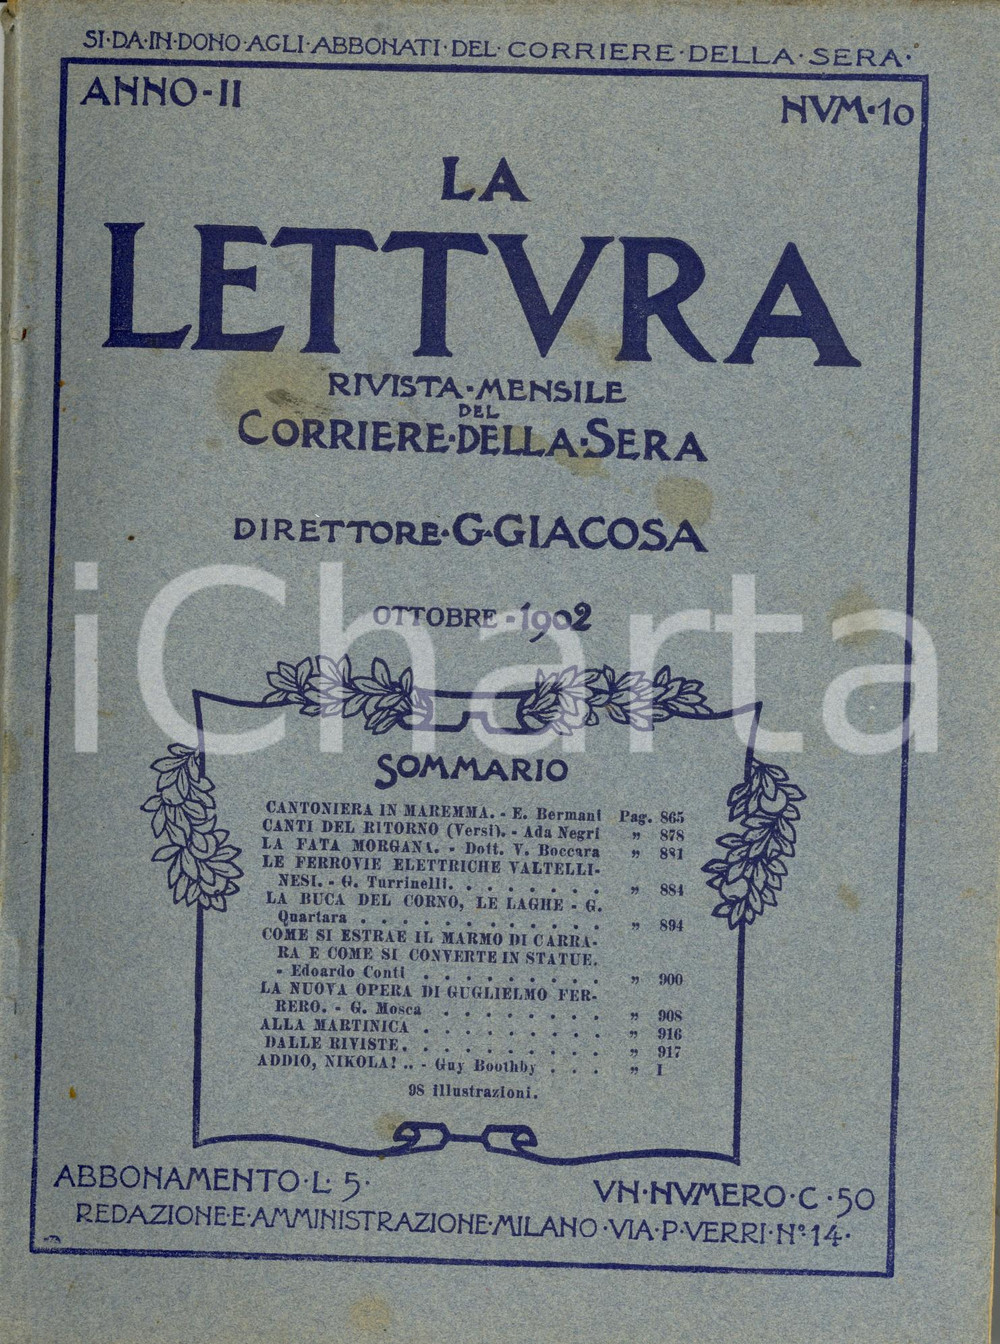 SI·DA·IN·DONO·AGLI·ABBONATI·DEL·CORRIERE·DELLA·SERA·
ANNO-II
NVM·10
LA
LETTVRA
RIVISTA·MENSILE
DEL
CORRIERE·DELLA·SERA
DIRETTORE·G·GIACOSA
OTTOBRE·1902
iCharta
SOMMARIO
CANTONIERA IN MAREMMA. - E. Bermani Pag. 865
CANTI DEL RITORNO (Versi). - Ada Negri „ 878
LA FATA MORGANA. - Dott. V. Boccara „ 881
LE FERROVIE ELETTRICHE VALTELLI-
NESI. - G. Turrinelli. . . . . . . . . „ 884
LA BUCA DEL CORNO, LE LAGHE - G.
Quartara . . . . . . . . . . . . „ 894
COME SI ESTRAE IL MARMO DI CARRA-
RA E COME SI CONVERTE IN STATUE.
- Edoardo Conti . . . . . . . . . „ 900
LA NUOVA OPERA DI GUGLIELMO FER-
RERO. - G. Mosca . . . . . . . . „ 908
ALLA MARTINICA . . . . . . . . . „ 916
DALLE RIVISTE. . . . . . . . . . „ 917
ADDIO, NIKOLA! .. - Guy Boothby . . . „ I
98 illustrazioni.
ABBONAMENTO·L·5·
VN·NVMERO·C·50
REDAZIONE·E·AMMINISTRAZIONE·MILANO·VIA·P·VERRI·N°·14·